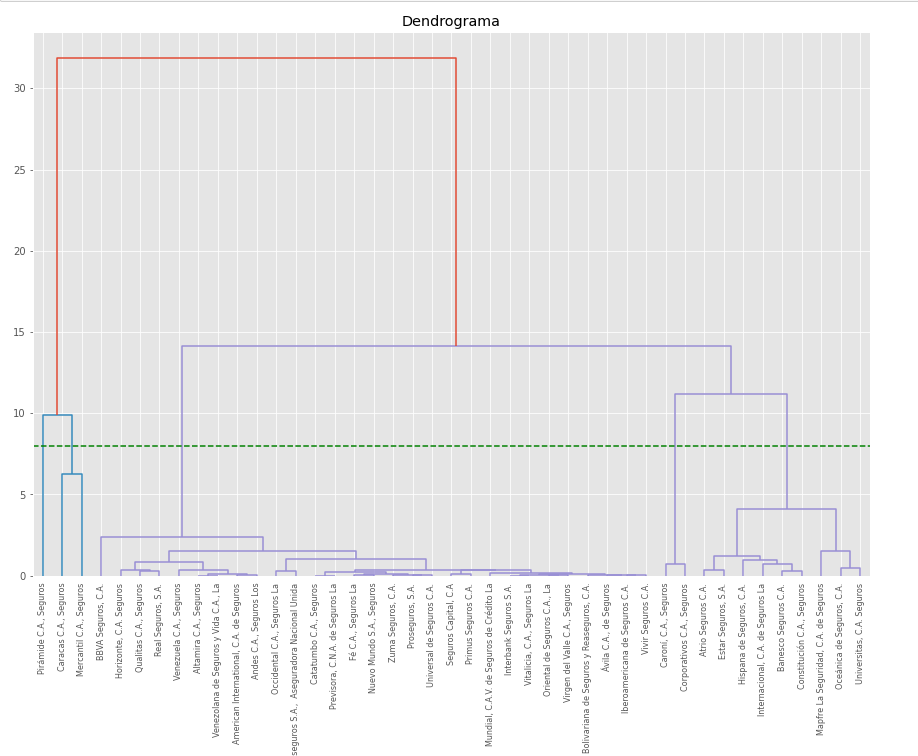 Dendrograma
30
25
20
15
10
5
0
Pirámide C.A., Seguros
Caracas C.A., Seguros
Mercantil C.A., Seguros
BBVA Seguros, C.A.
Horizonte, C.A. Seguros
Qualitas C.A., Seguros
Real Seguros, S.A.
Venezuela C.A., Seguros
Altamira C.A., Seguros
Venezolana de Seguros y Vida C.A., La
American International, C.A. de Seguros
Andes C.A., Seguros Los
Occidental C.A., Seguros La
seguros S.A., Aseguradora Nacional Unida
Catatumbo C.A., Seguros
Previsora, C.N.A. de Seguros La
Fé C.A., Seguros La
Nuevo Mundo S.A., Seguros
Zuma Seguros, C.A.
Proseguros, S.A.
Universal de Seguros C.A.
Seguros Capital, C.A
Primus Seguros C.A.
Mundial, C.A.V. de Seguros de Crédito La
Interbank Seguros S.A.
Vitalicia, C.A., Seguros La
Oriental de Seguros C.A., La
Virgen del Valle C.A., Seguros
Bolivariana de Seguros y Reaseguros, C.A.
Ávila C.A., de Seguros
Iberoamericana de Seguros C.A.
Vivir Seguros C.A.
Caroní, C.A., Seguros
Corporativos C.A., Seguros
Atrio Seguros C.A.
Estar Seguros, S.A
Hispana de Seguros, C.A.
Internacional, C.A. de Seguros La
Banesco Seguros C.A.
Constitución C.A., Seguros
Mapfre La Seguridad, C.A. de Seguros
Oceánica de Seguros, C.A.
Universitas, C.A. Seguros